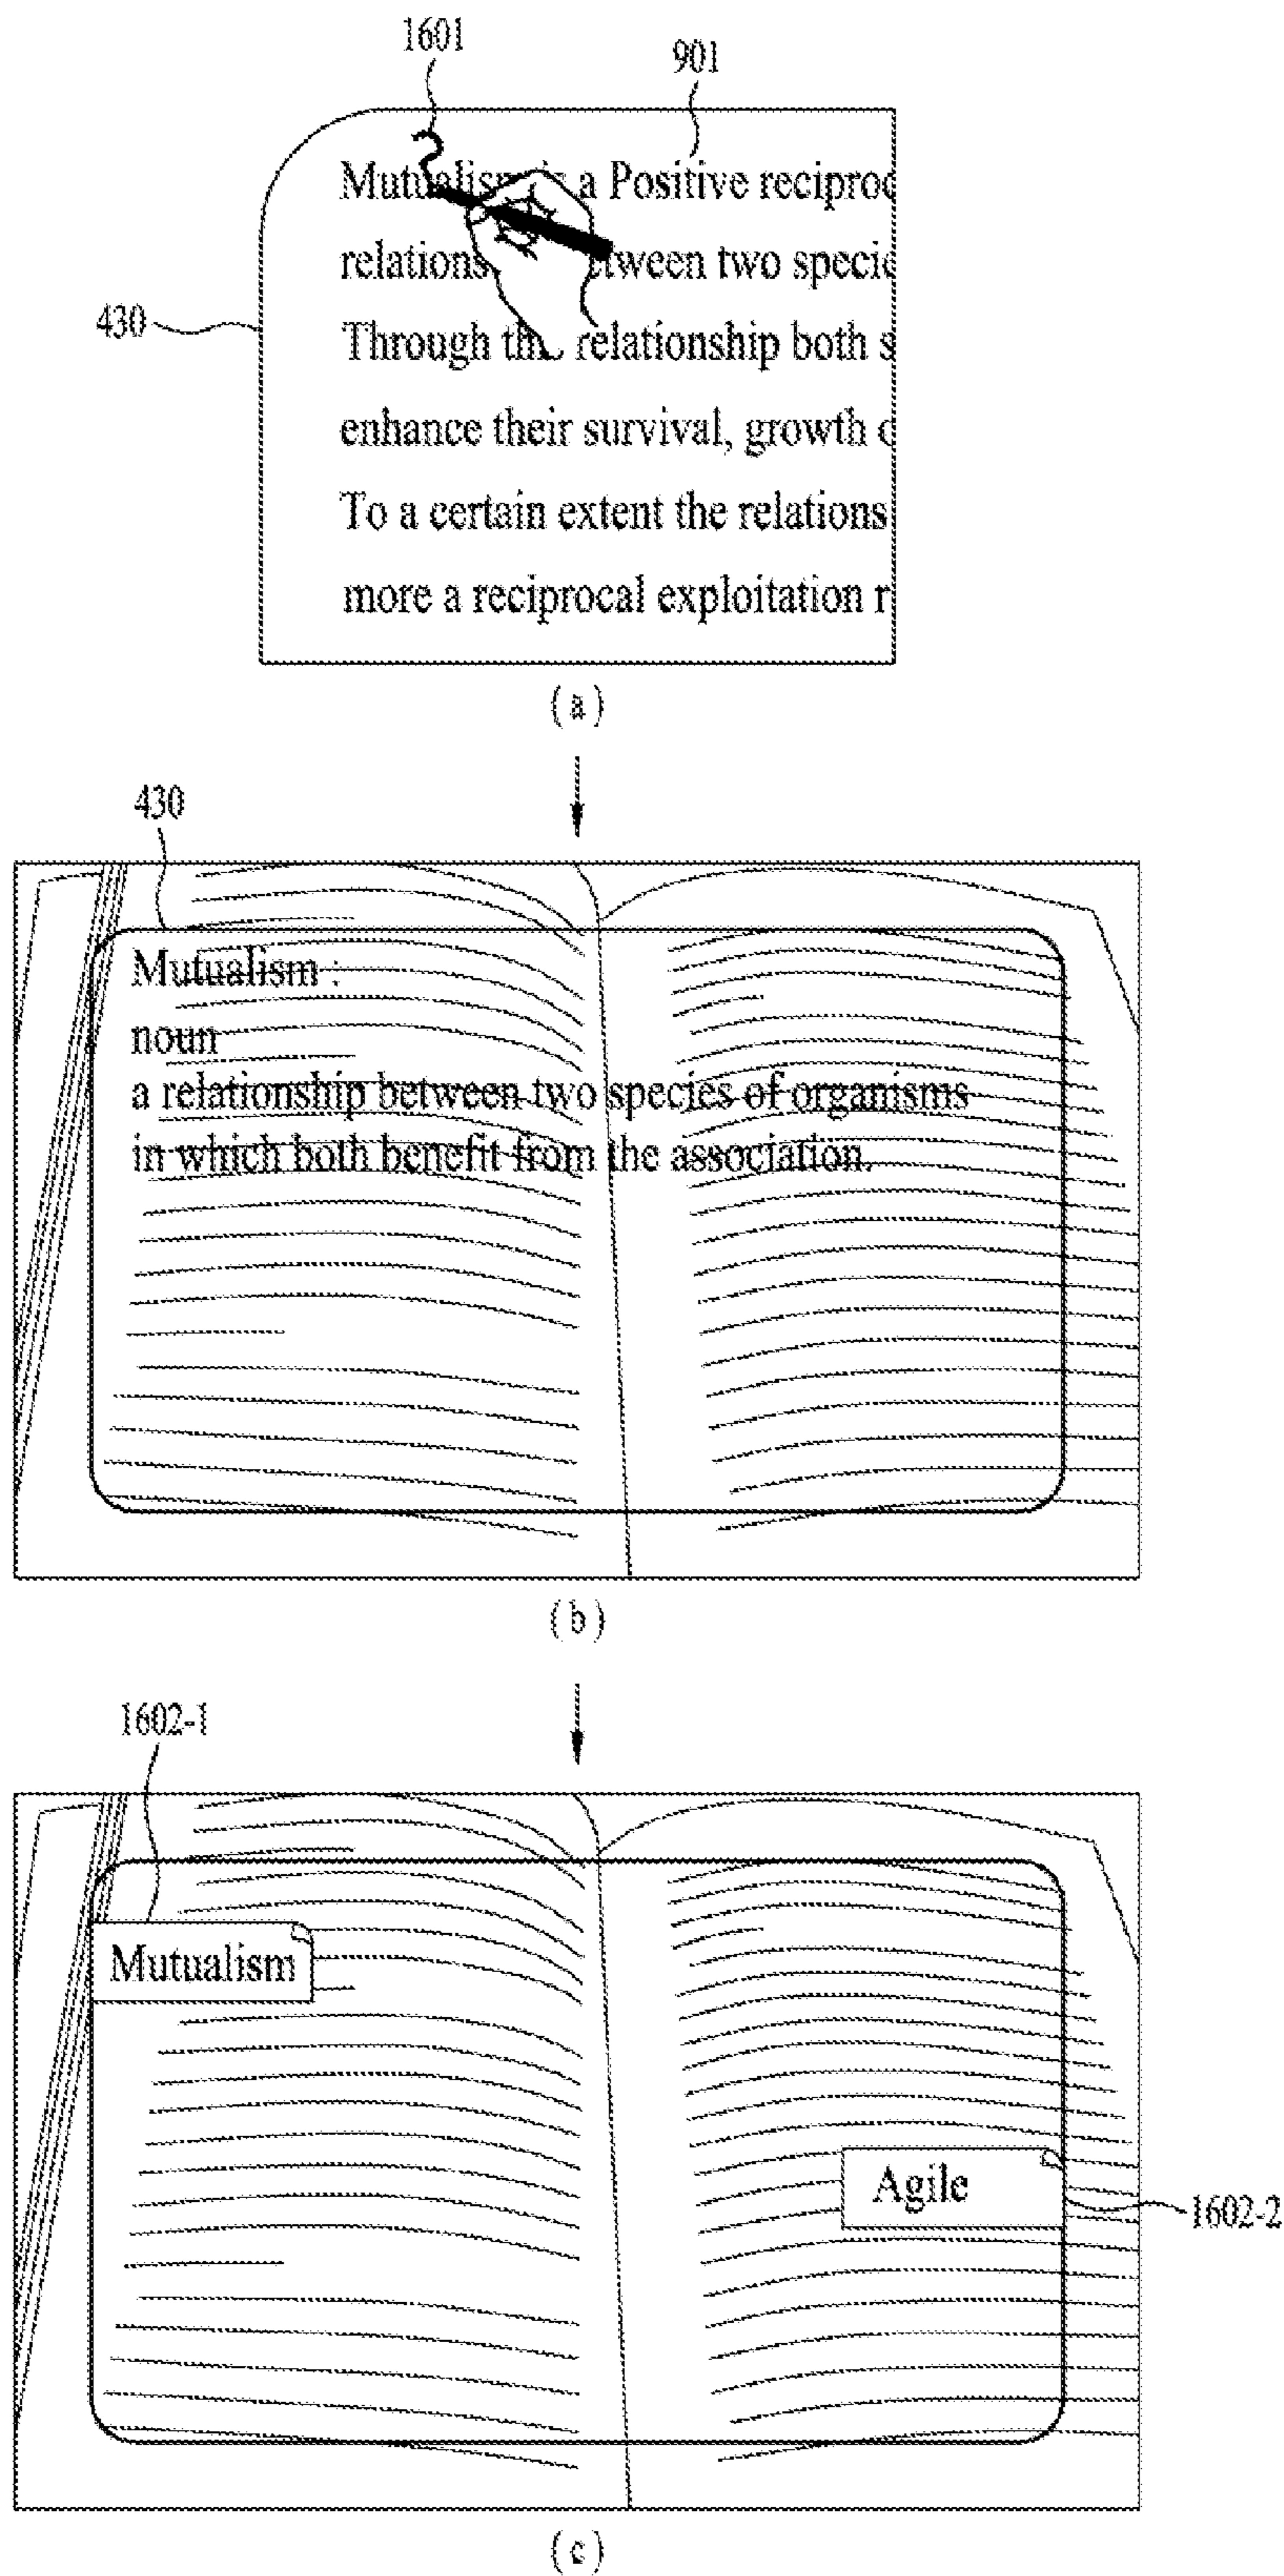 1601
901
Mutualism is a Positive reciproc
relations tween two specie
430
Through th relationship both s
enhance their survival, growth o
To a certain extent the relations
more a reciprocal exploitation r
(a)
430
Mutualism :
noun
a relationship between two species of organisms
in which both benefit from the association.
(b)
1602-1
Mutualism
Agile
1602-2
(c)